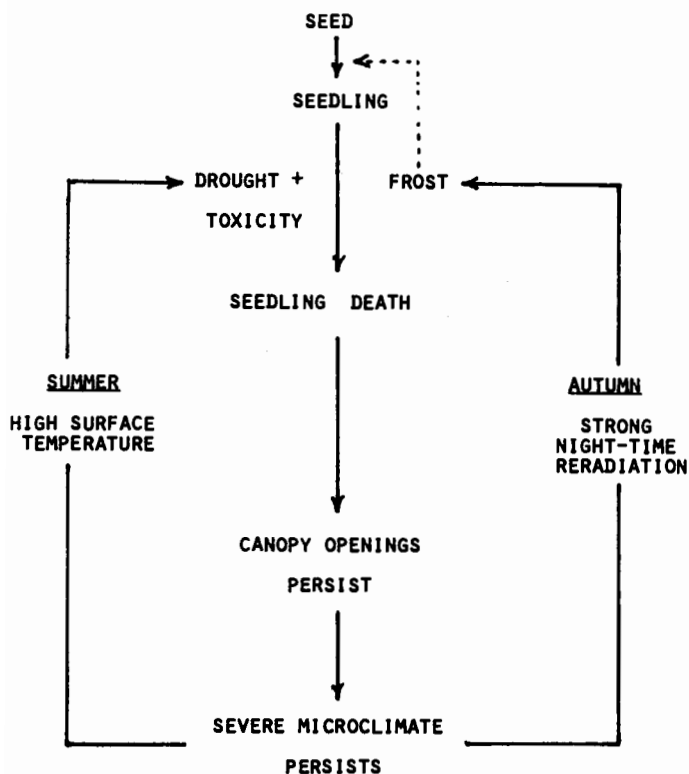 SEED
SEEDLING
DROUGHT +
TOXICITY
FROST
SEEDLING DEATH
SUMMER
HIGH SURFACE
TEMPERATURE
AUTUMN
STRONG
NIGHT-TIME
RERADIATION
CANOPY OPENINGS
PERSIST
SEVERE MICROCLIMATE
PERSISTS